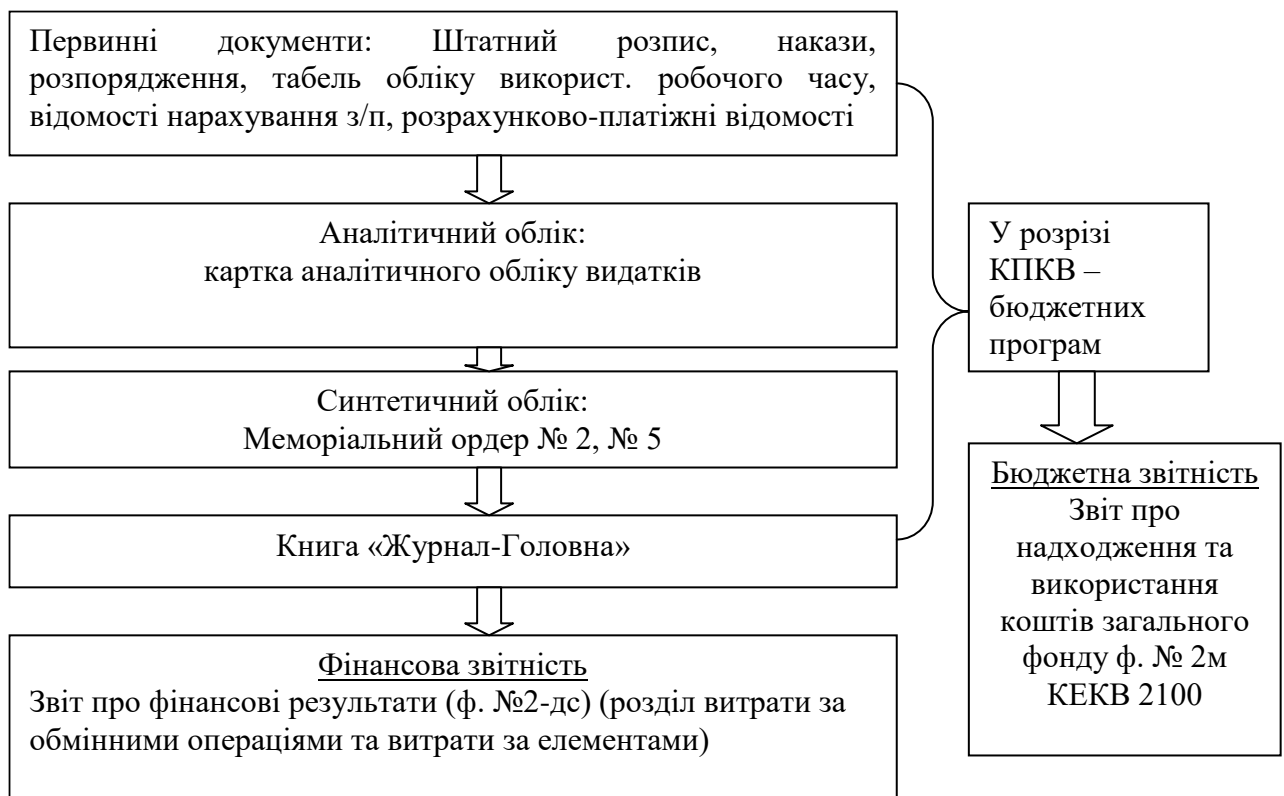 Первинні документи: Штатний розпис, накази,
розпорядження, табель обліку використ. робочого часу,
відомості нарахування з/п, розрахунково-платіжні відомості
Аналітичний облік:
картка аналітичного обліку видатків
Синтетичний облік:
Меморіальний ордер № 2, № 5
Книга «Журнал-Головна»
Фінансова звітність
Звіт про фінансові результати (ф. №2-дс) (розділ витрати за
обмінними операціями та витрати за елементами)
У розрізі
КПКВ –
бюджетних
програм
Бюджетна звітність
Звіт про
надходження та
використання
коштів загального
фонду ф. № 2м
КЕКВ 2100